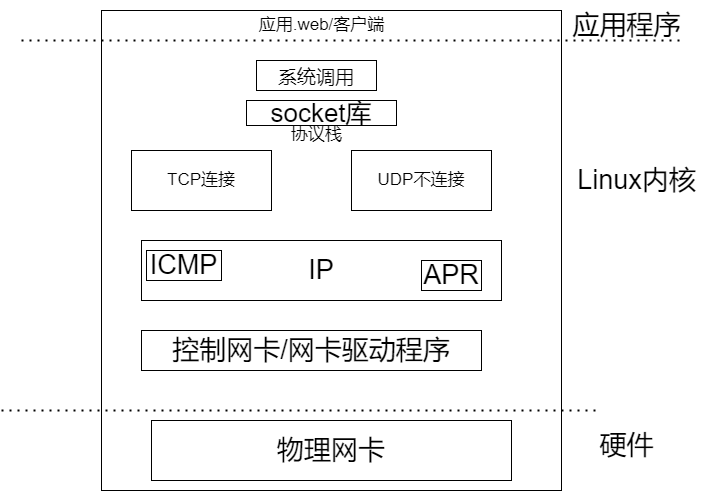 应用.web/客户端
应用程序
系统调用
socket库
协议栈
TCP连接
UDP不连接
Linux内核
ICMP
IP
APR
控制网卡/网卡驱动程序
物理网卡
硬件